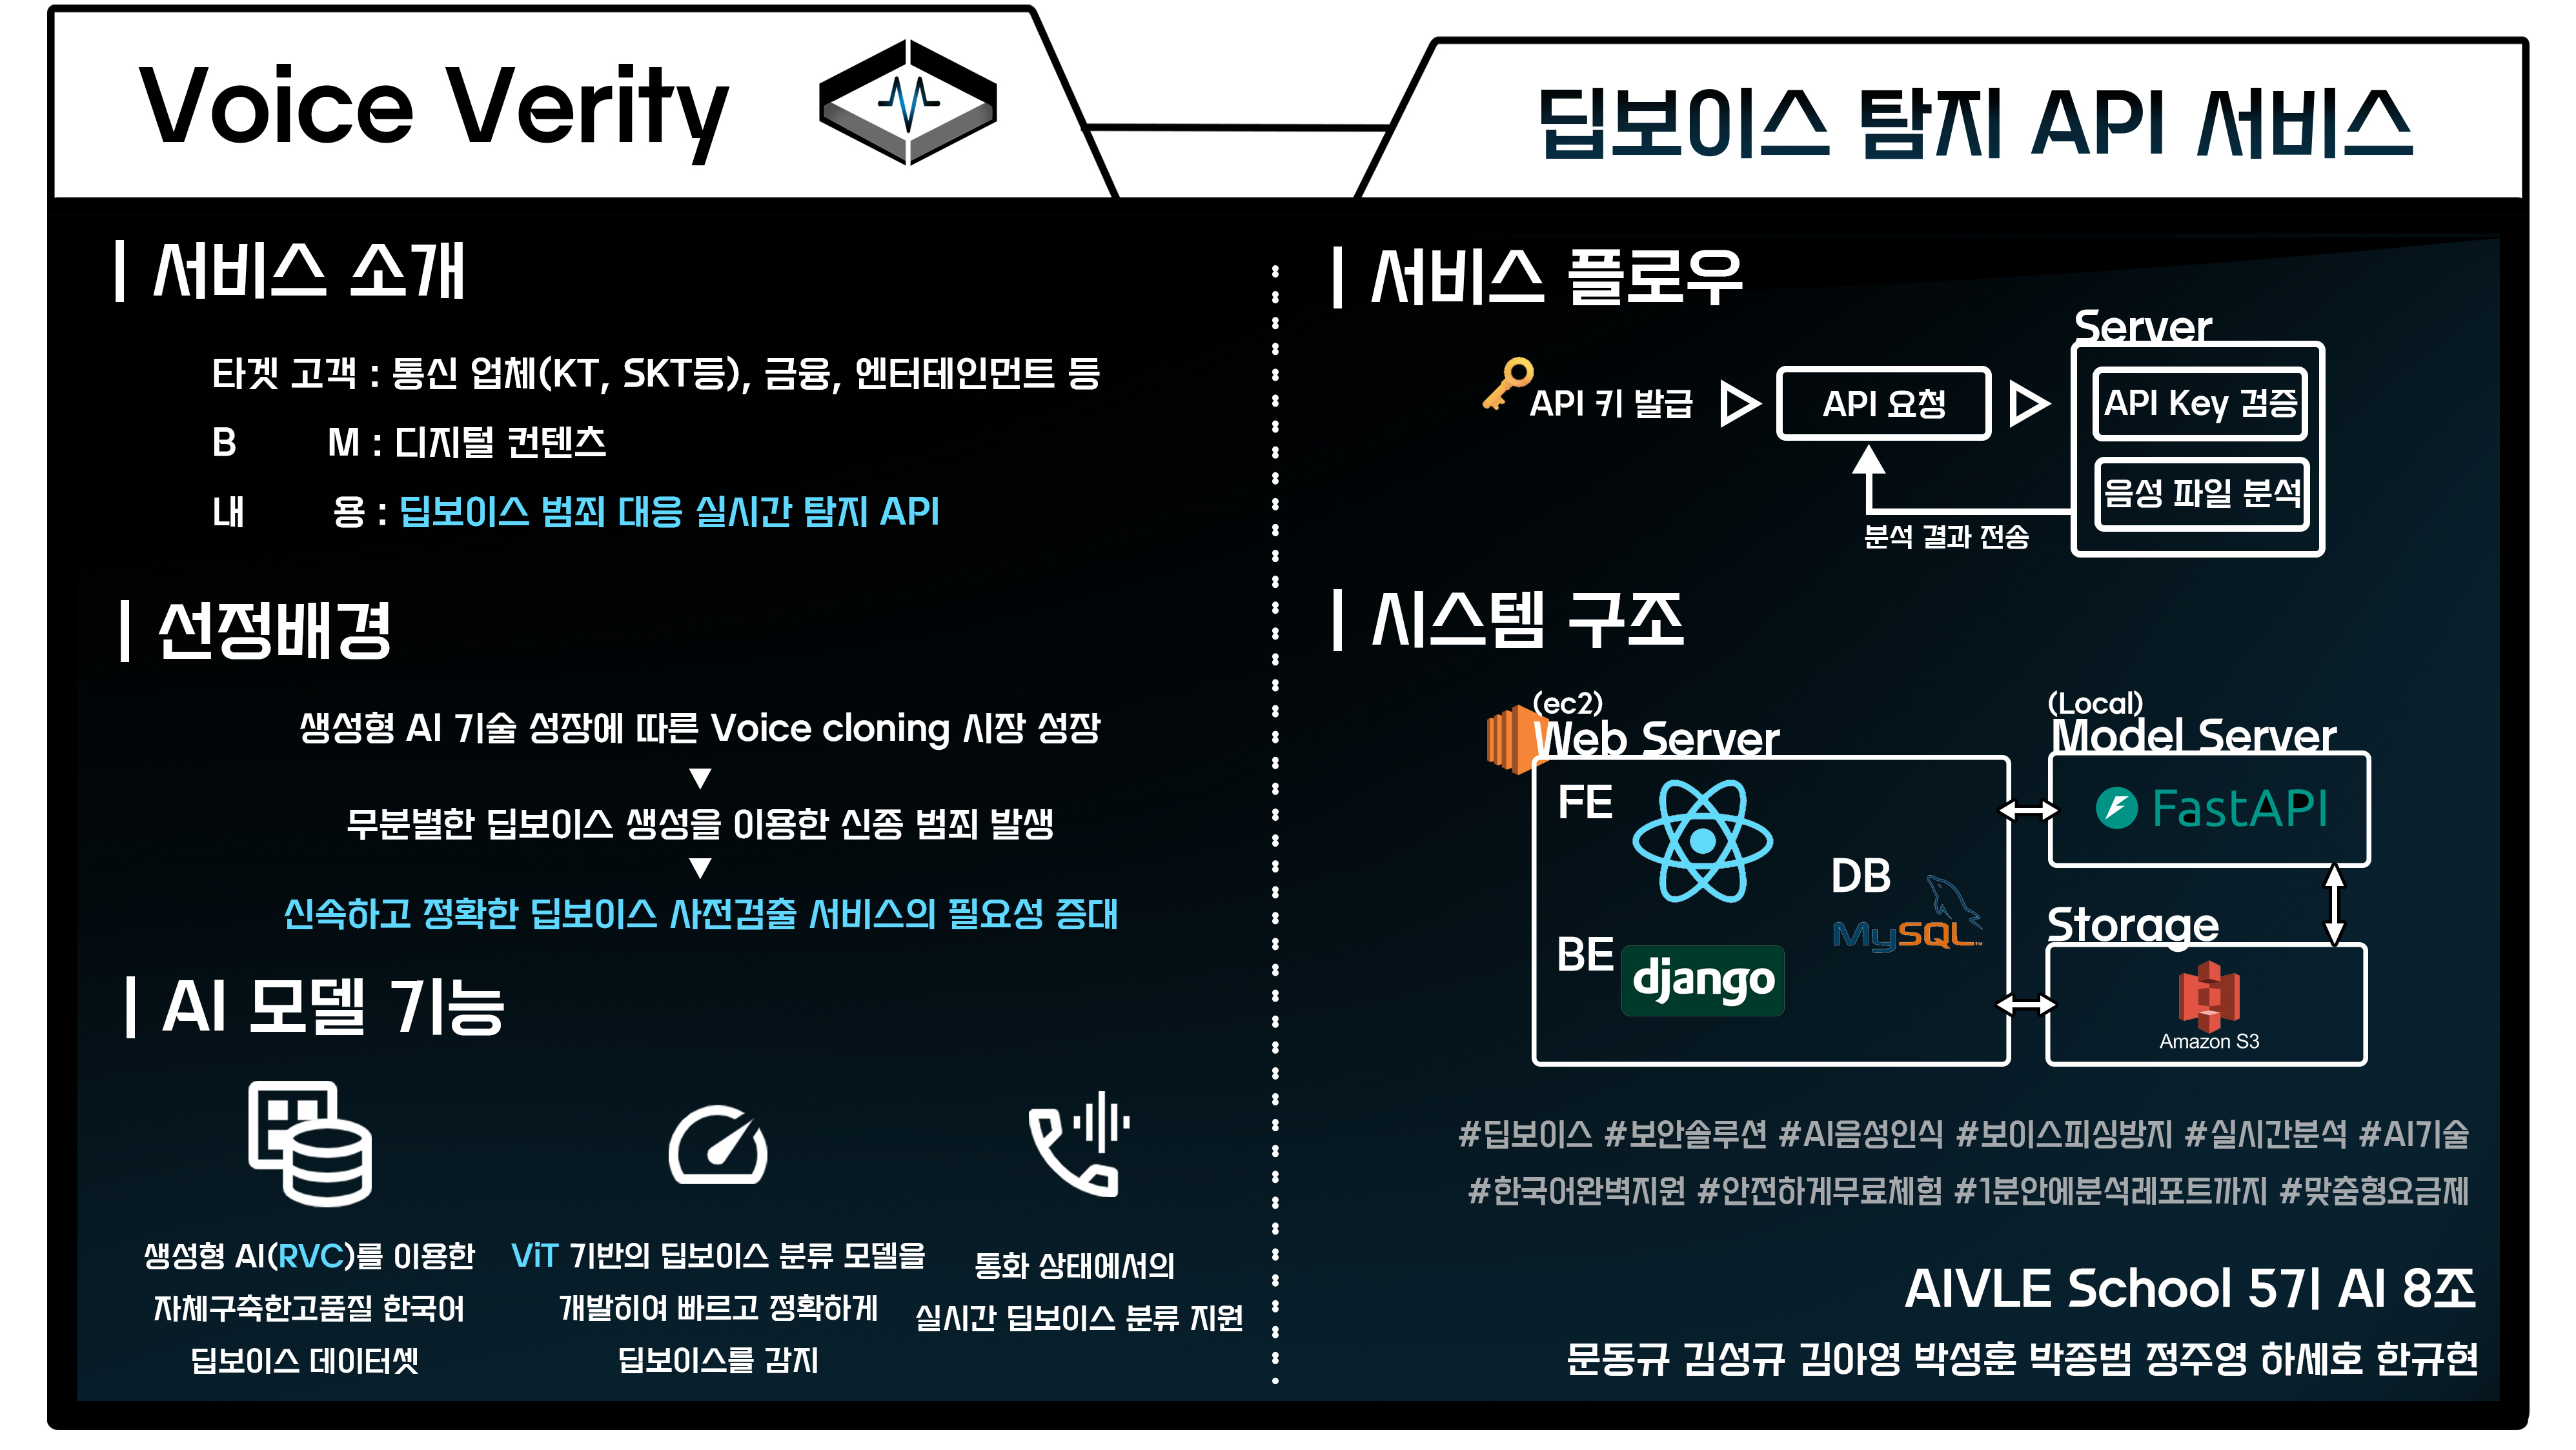 Voice Verity
딥보이스 탐지 API 서비스
서비스 소개
타겟 고객 : 통신 업체(KT, SKT등), 금융, 엔터테인먼트 등
B M : 디지털 컨텐츠
내 용 : 딥보이스 범죄 대응 실시간 탐지 API
선정배경
생성형 AI 기술 성장에 따른 Voice cloning 시장 성장
무분별한 딥보이스 생성을 이용한 신종 범죄 발생
신속하고 정확한 딥보이스 사전검출 서비스의 필요성 증대
AI 모델 기능
생성형 AI(RVC)를 이용한
자체구축한고품질 한국어
딥보이스 데이터셋
ViT 기반의 딥보이스 분류 모델을
개발히여 빠르고 정확하게
딥보이스를 감지
통화 상태에서의
실시간 딥보이스 분류 지원
서비스 플로우
API 키 발급
API 요청
Server
API Key 검증
음성 파일 분석
분석 결과 전송
시스템 구조
(ec2)
Web Server
FE
BE
django
DB
MySQL™
(Local)
Model Server
FastAPI
Storage
Amazon S3
#딥보이스 #보안솔루션 #AI음성인식 #보이스피싱방지 #실시간분석 #AI기술
#한국어완벽지원 #안전하게무료체험 #1분안에분석레포트까지 #맞춤형요금제
AIVLE School 5기 AI 8조
문동규 김성규 김아영 박성훈 박종범 정주영 하세호 한규현